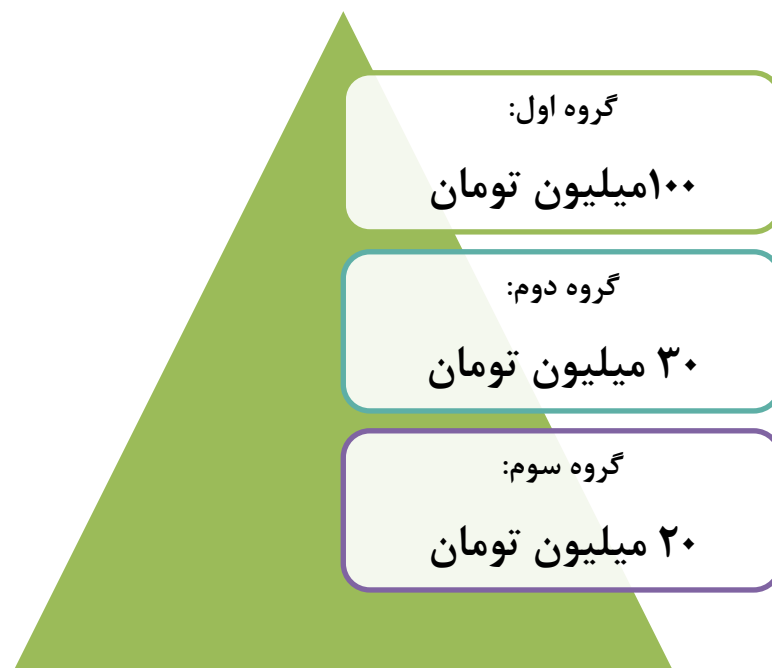 گروه اول:
۱۰۰میلیون تومان
گروه دوم:
۳۰ میلیون تومان
گروه سوم:
۲۰ میلیون تومان